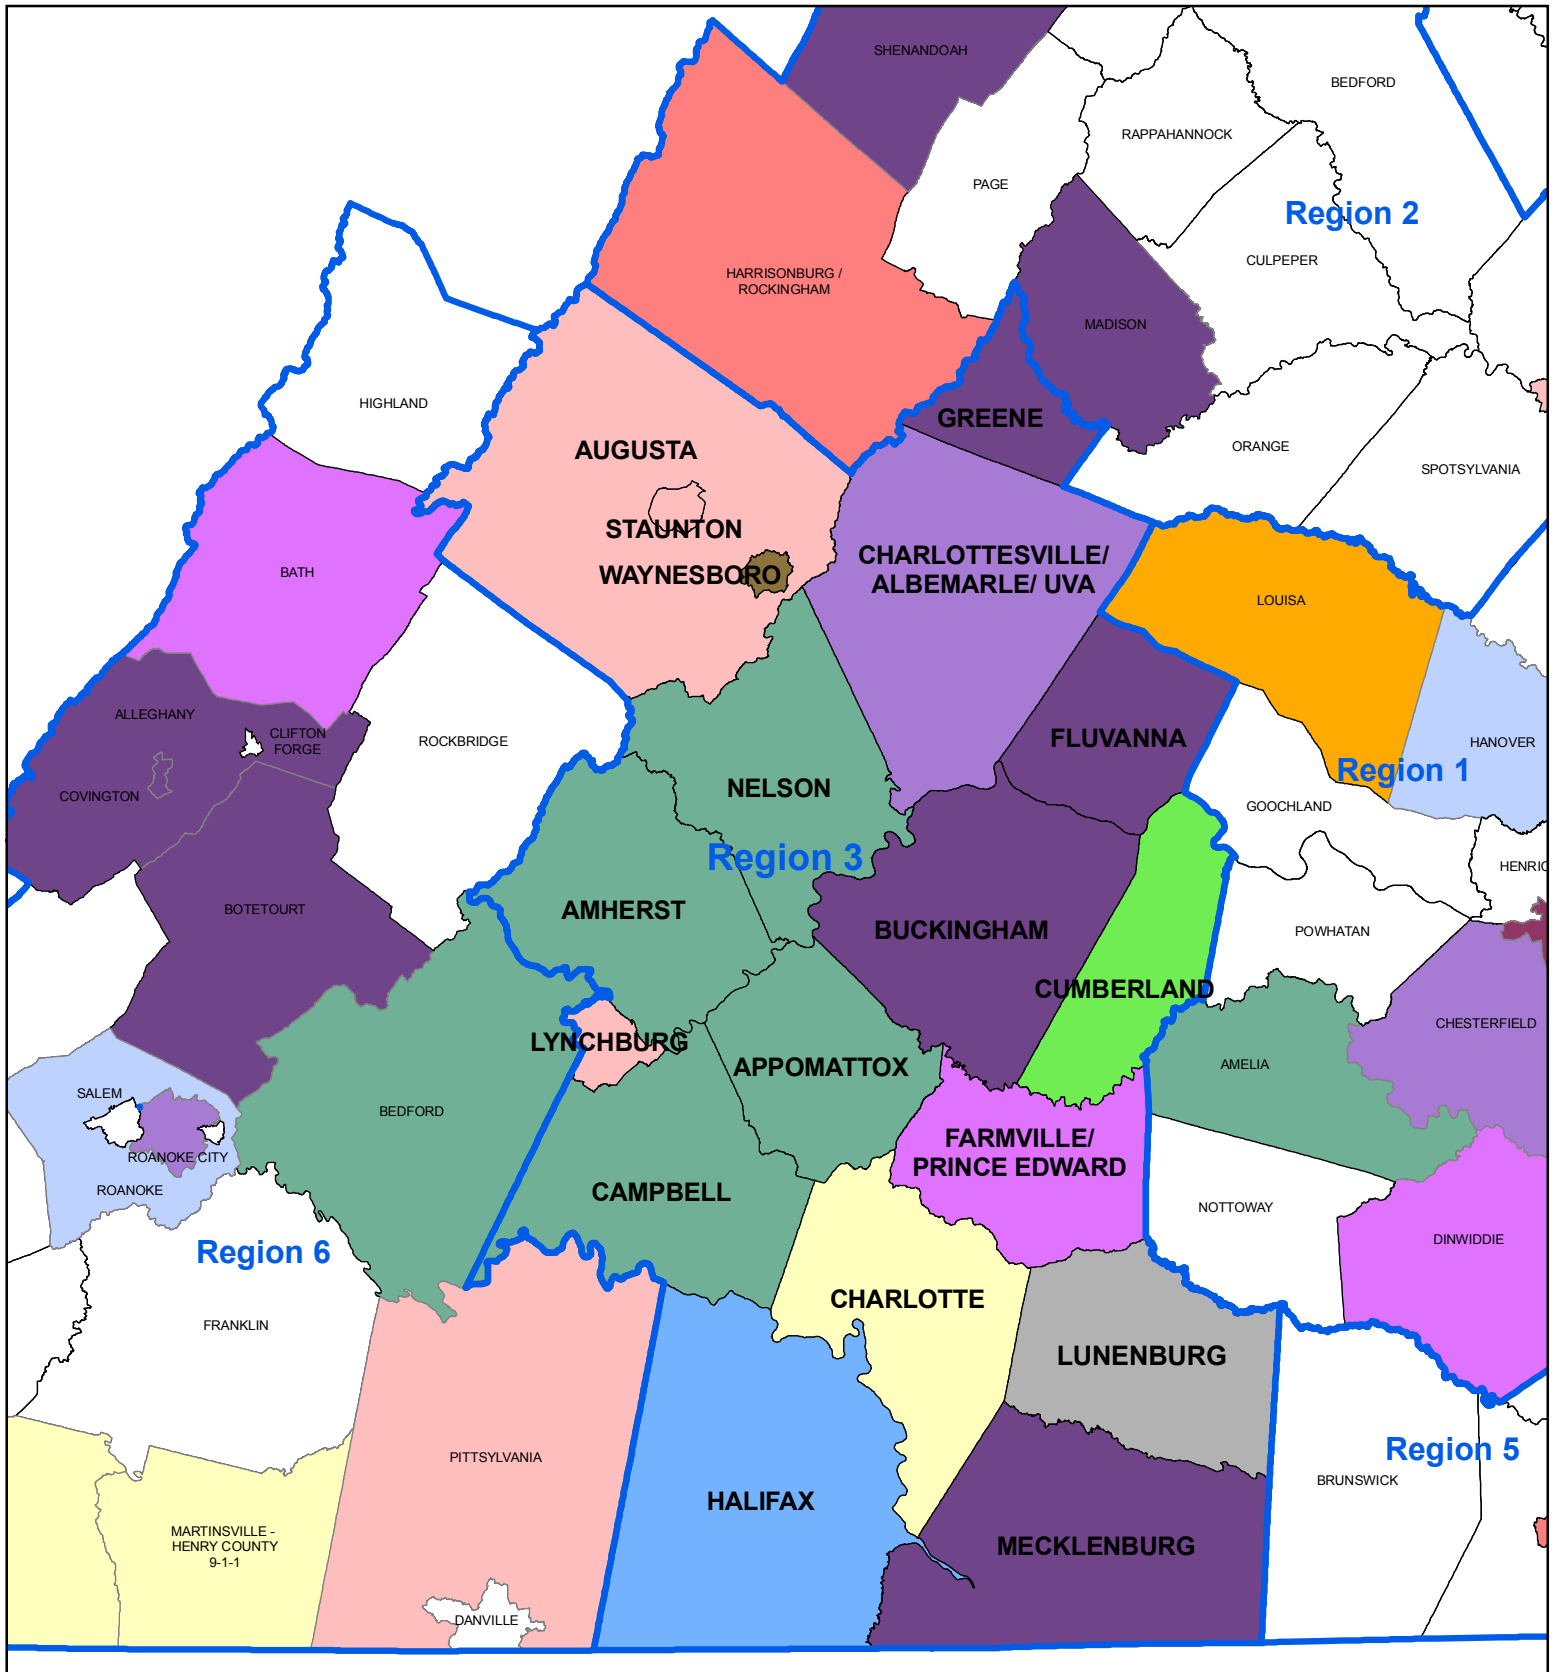 SHENANDOAH
BEDFORD
RAPPAHANNOCK
PAGE
Region 2
CULPEPER
HARRISONBURG /
ROCKINGHAM
MADISON
HIGHLAND
GREENE
AUGUSTA
ORANGE
SPOTSYLVANIA
STAUNTON
CHARLOTTESVILLE/
ALBEMARLE/ UVA
BATH
WAYNESBORO
LOUISA
ALLEGHANY
CLIFTON
FORGE
ROCKBRIDGE
FLUVANNA
HANOVER
Region 1
COVINGTON
NELSON
GOOCHLAND
Region 3
HENRIC
BOTETOURT
AMHERST
BUCKINGHAM
POWHATAN
CUMBERLAND
CHESTERFIELD
LYNCHBURG
APPOMATTOX
AMELIA
SALEM
BEDFORD
FARMVILLE/
PRINCE EDWARD
ROANOKE CITY
ROANOKE
CAMPBELL
NOTTOWAY
DINWIDDIE
Region 6
CHARLOTTE
FRANKLIN
LUNENBURG
Region 5
PITTSYLVANIA
BRUNSWICK
HALIFAX
MARTINSVILLE -
HENRY COUNTY
9-1-1
MECKLENBURG
DANVILLE